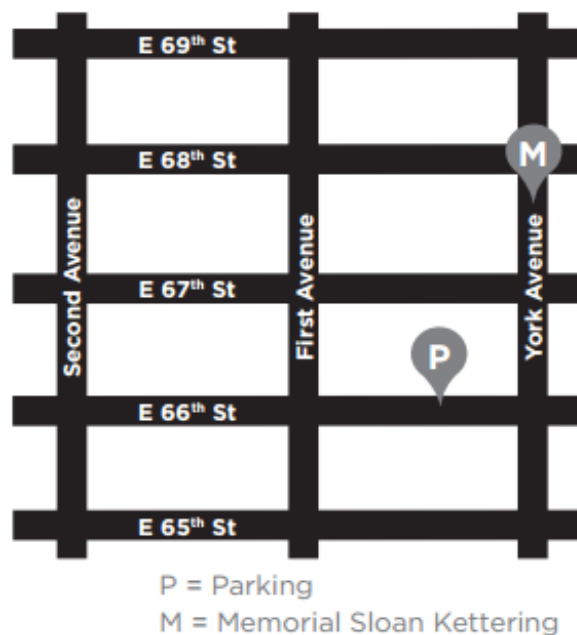 E 69th St
M
E 68th St
Second Avenue
First Avenue
York Avenue
E 67th St
P
E 66th St
E 65th St
P = Parking
M = Memorial Sloan Kettering